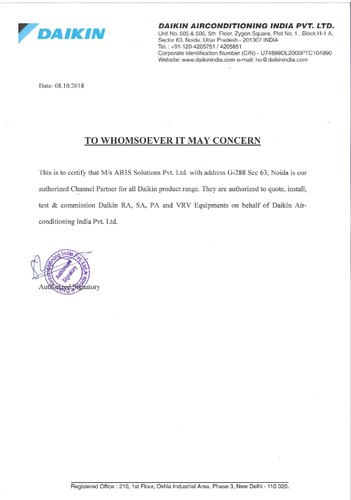 DAIKIN
DAIKIN AIRCONDITIONING INDIA PVT. LTD.
Unit No. 505 & 506, 5th Floor, Zygon Square, Plot No. 1, Block H-1 A,
Sector 63, Noida, Uttar Pradesh - 201307 INDIA
Tel.: +91-120-4205751 / 4205851
Corporate Identification Number (CIN) - U74899DL2000PTC104990
Website: www.daikinindia.com e-mail: ho@daikinindia.com
Date: 08.10.2018
TO WHOMSOEVER IT MAY CONCERN
This is to certify that M/s AB3S Solutions Pvt. Ltd. with address G-288 Sec 63, Noida is our
authorized Channel Partner for all Daikin product range. They are authorized to quote, install,
test & commission Daikin RA, SA, PA and VRV Equipments on behalf of Daikin Air-
conditioning India Pvt. Ltd.
Authorised
Signatory
Authorized Signatory
Registered Office : 210, 1st Floor, Okhla Industrial Area, Phase 3, New Delhi - 110 020.